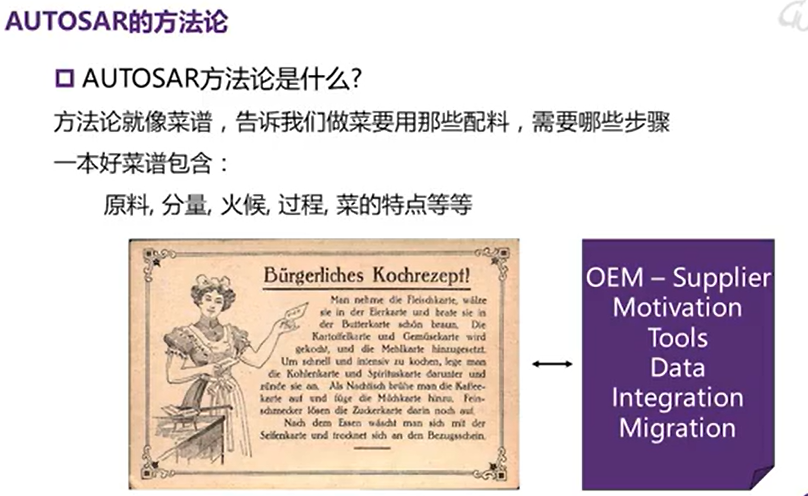 AUTOSAR的方法论
AUTOSAR方法论是什么?
方法论就像菜谱，告诉我们做菜要用那些配料，需要哪些步骤
一本好菜谱包含：
原料, 分量, 火候, 过程, 菜的特点等等
Bürgerliches Kochrezept!
Man nehme die Fleischkarte, wälze
sie in der Eierkarte und brate sie in
der Butterkarte schön braun. Die
Kartoffelkarte und Gemüsekarte wird
gekocht, und die Mehlkarte hinzugesetzt.
Um schnell und intensiv zu kochen, lege man
die Kohlenkarte und Spirituskarte darunter und
zünde sie an. Als Nachtisch brühe man die Kaffee-
karte auf und füge die Milchkarte hinzu. Fein-
schmecker lösen die Zuckerkarte darin noch auf.
Nach dem Essen wäscht man sich mit der
Seifenkarte und trocknet sich an den Bezugsschein.
OEM – Supplier
Motivation
Tools
Data
Integration
Migration